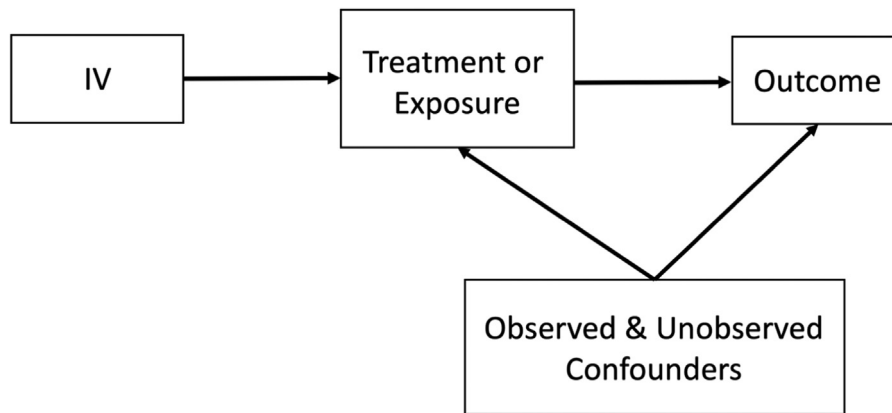 IV
Treatment or
Exposure
Outcome
Observed & Unobserved
Confounders